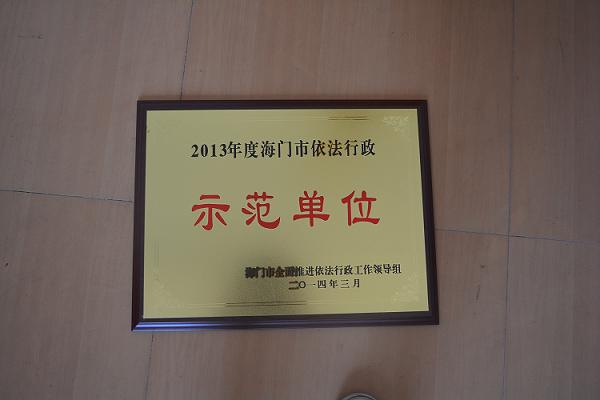 2013年度海门市依法行政
示范单位
海门市全面推进依法行政工作领导组
二〇一四年三月